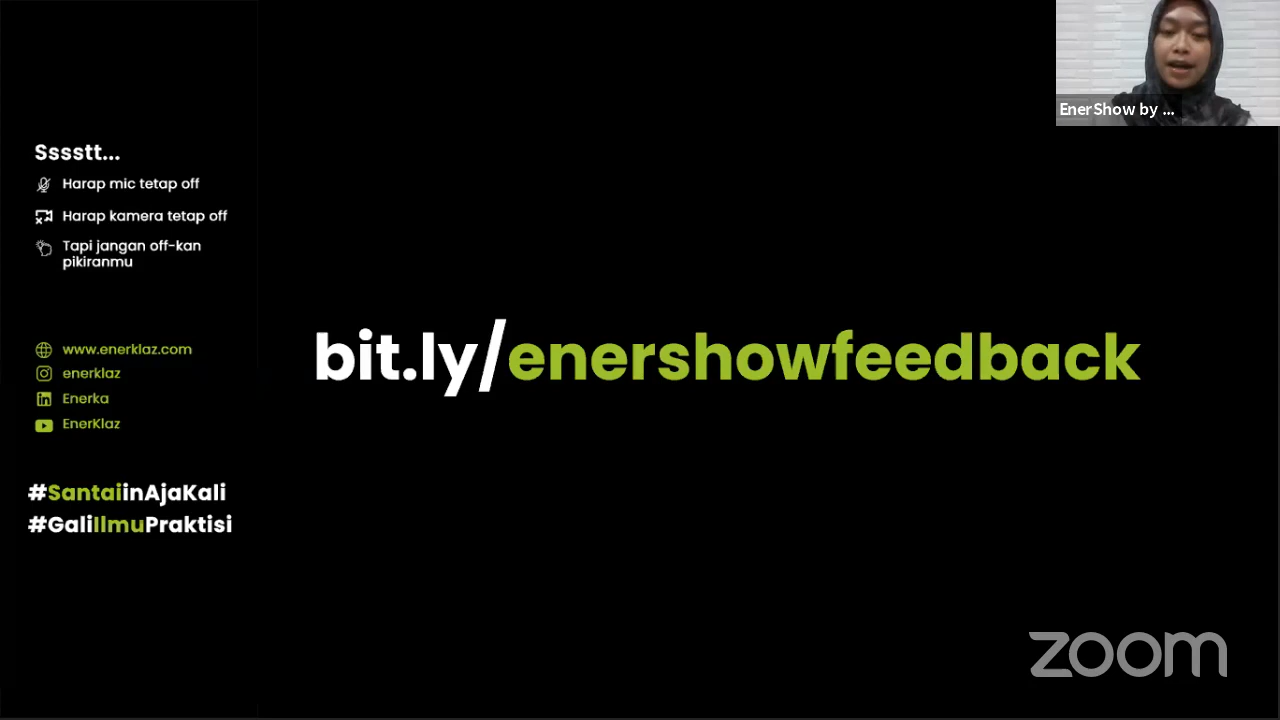 EnerShow by ...
Sssstt...
Harap mic tetap off
Harap kamera tetap off
Tapi jangan off-kan
pikiranmu
www.enerklaz.com
enerklaz
Enerka
EnerKlaz
#SantaiinAjaKali
#GaliIlmuPraktisi
bit.ly/enershowfeedback
zoom